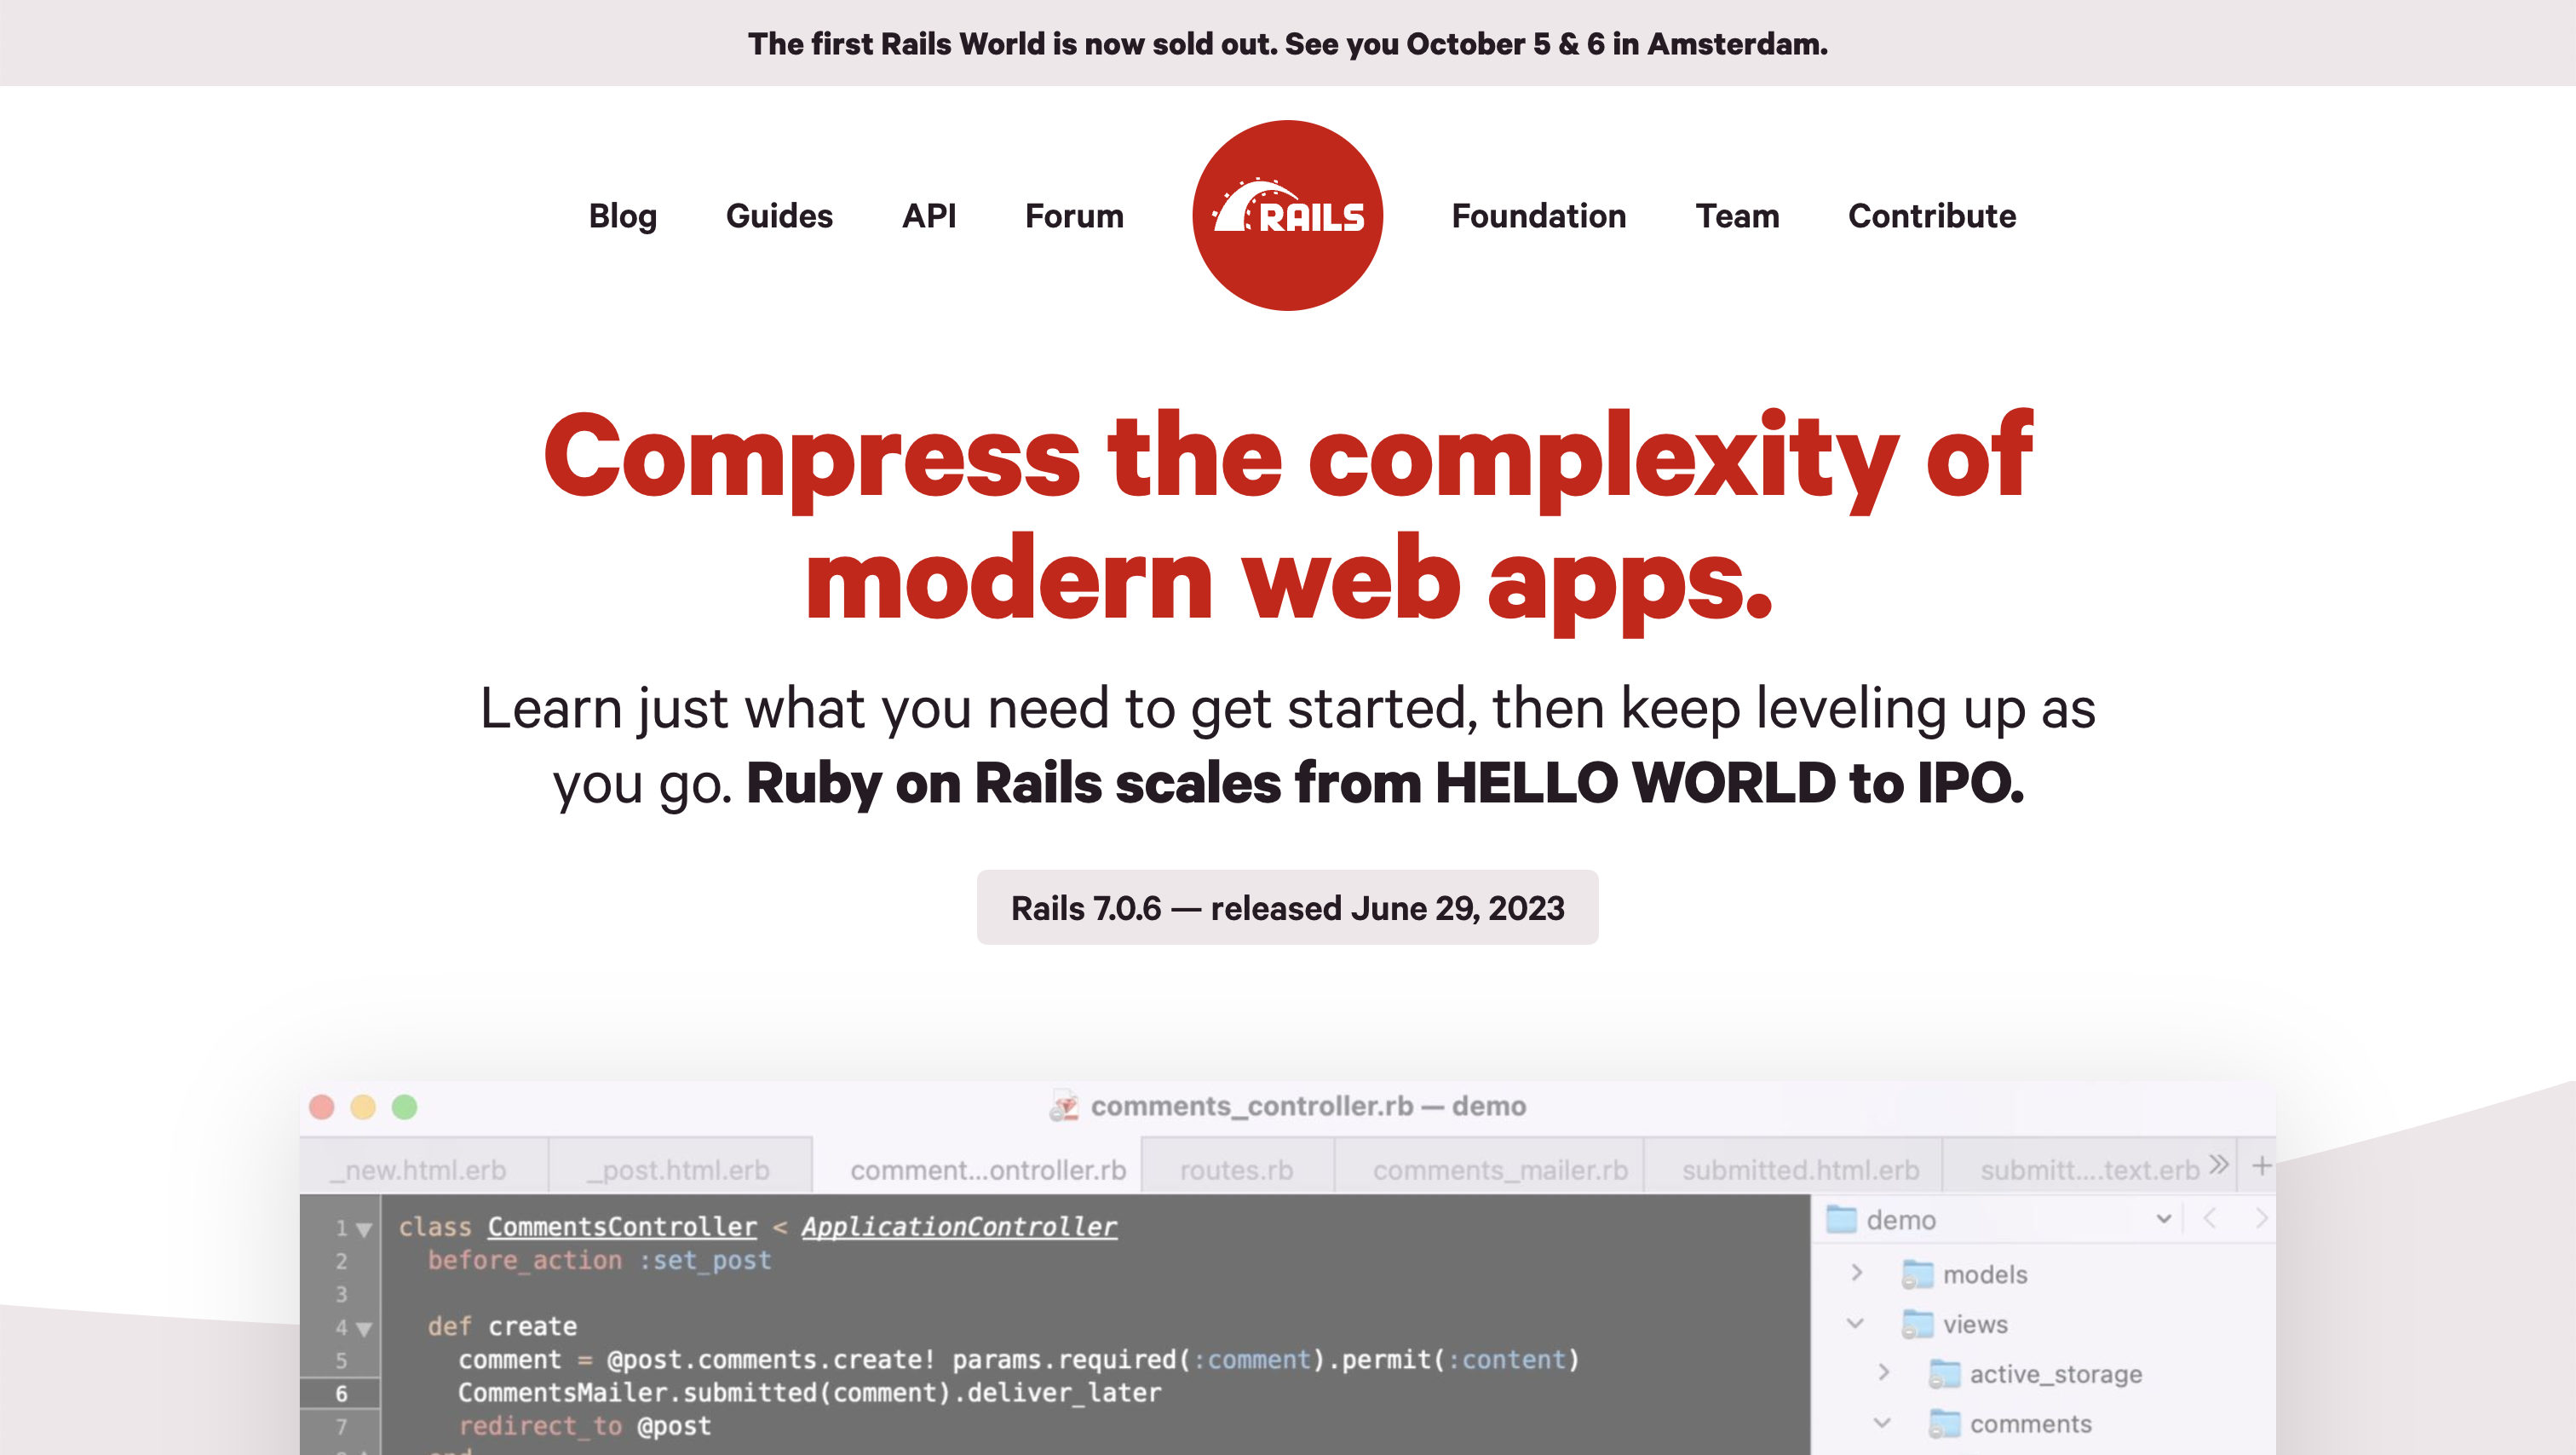 The first Rails World is now sold out. See you October 5 & 6 in Amsterdam.
Blog Guides API Forum RAILS Foundation Team Contribute
Compress the complexity of
modern web apps.
Learn just what you need to get started, then keep leveling up as
you go. Ruby on Rails scales from HELLO WORLD to IPO.
Rails 7.0.6 — released June 29, 2023
comments_controller.rb — demo
_new.html.erb _post.html.erb comment...ontroller.rb routes.rb comments_mailer.rb submitted.html.erb submitt....text.erb
1 class CommentsController < ApplicationController
2 before_action :set_post
3
4 def create
5 comment = @post.comments.create! params.required(:comment).permit(:content)
6 CommentsMailer.submitted(comment).deliver_later
7 redirect_to @post
demo
models
views
active_storage
comments